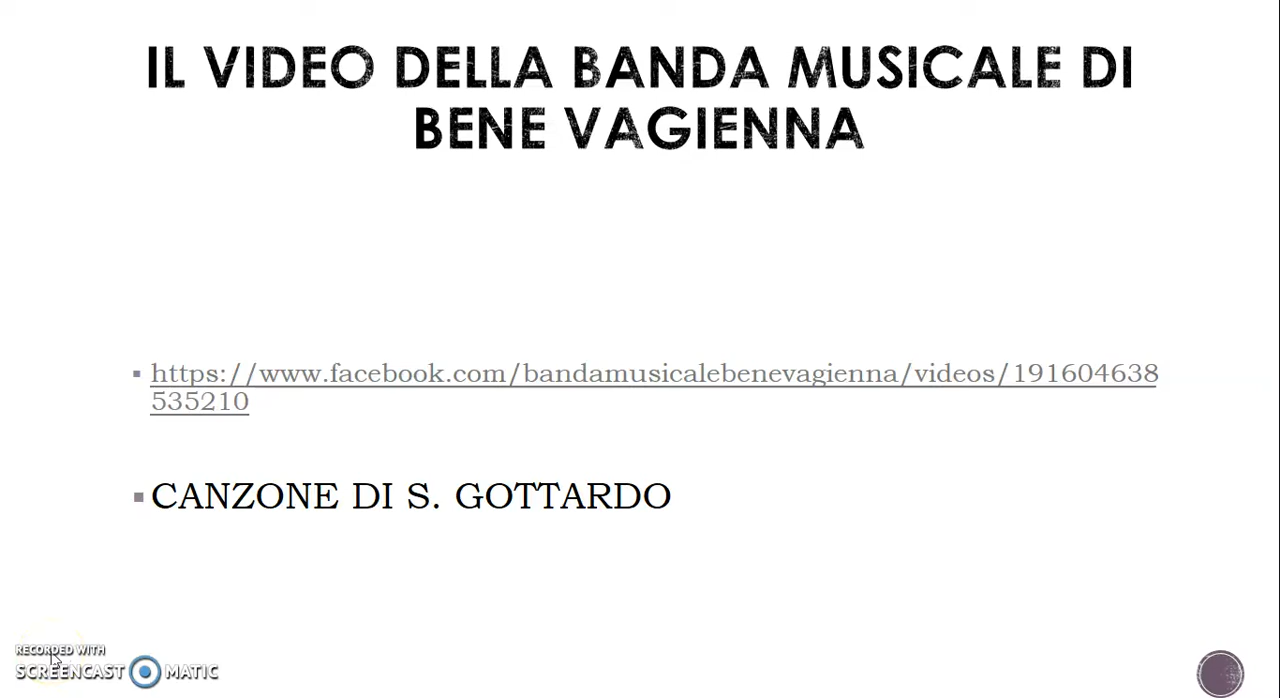 IL VIDEO DELLA BANDA MUSICALE DI
BENE VAGIENNA
https://www.facebook.com/bandamusicalebenevagienna/videos/191604638
535210
CANZONE DI S. GOTTARDO
RECORDED WITH
SCREENCAST MATIC